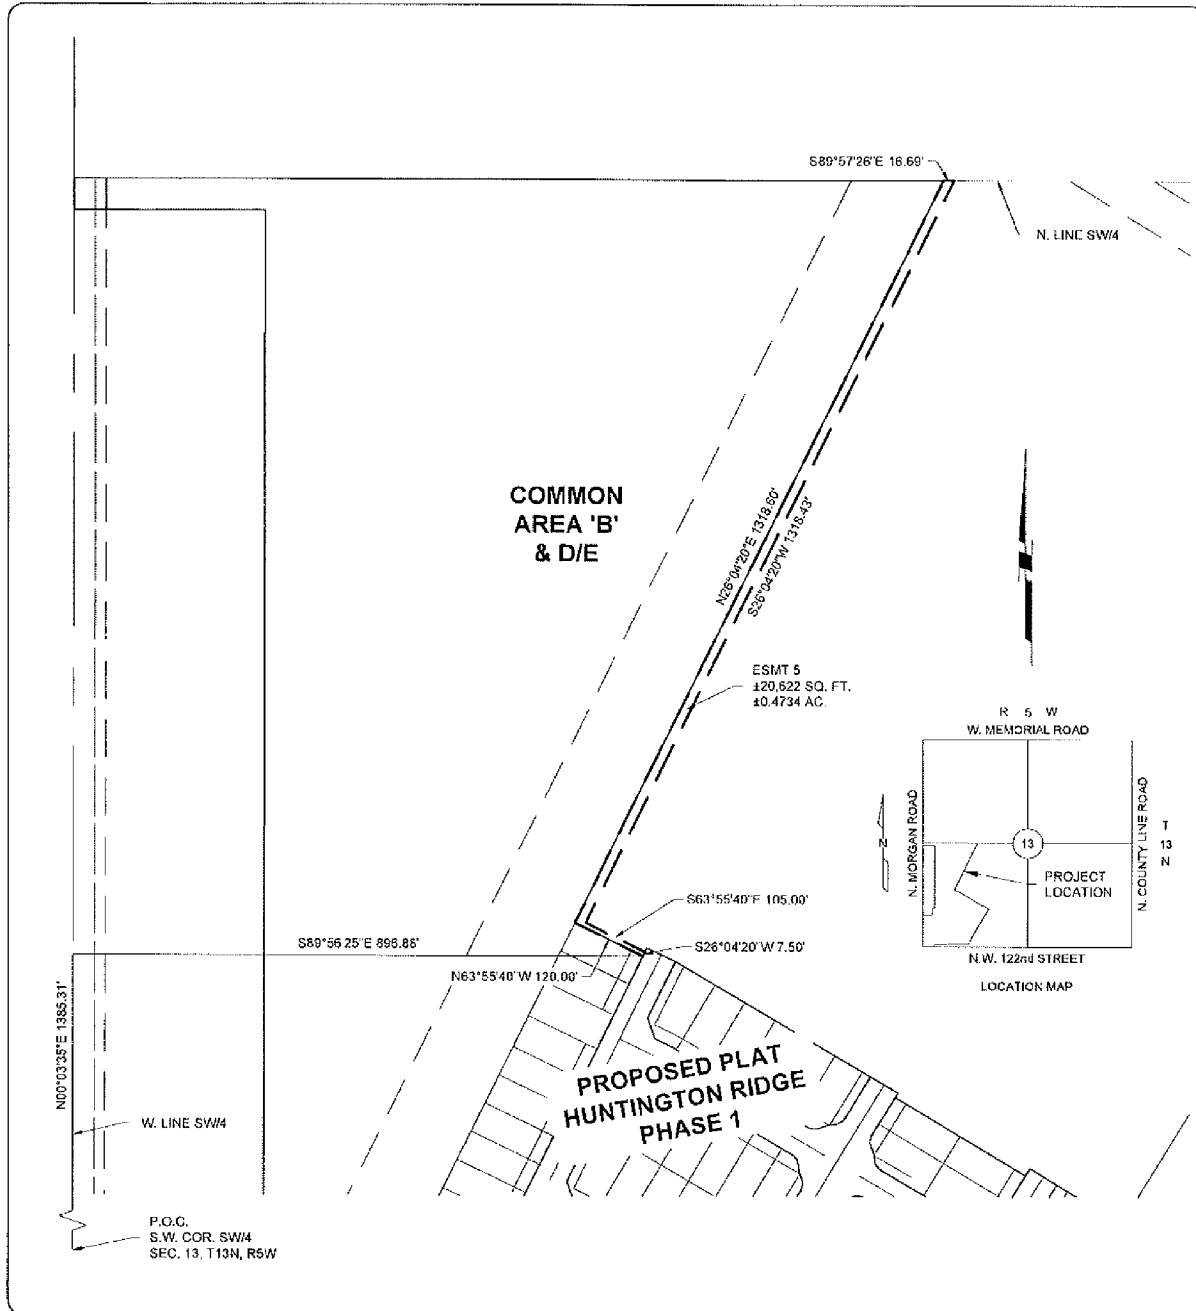 S89°57'26"E 16.69'
N. LINE SW/4
COMMON
AREA 'B'
& D/E
N26°04'20"E 1318.60'
S26°04'20"W 1318.43'
ESMT 5
±20,622 SQ. FT.
±0.4734 AC.
R 5 W
W. MEMORIAL ROAD
N. MORGAN ROAD
N
13
PROJECT
LOCATION
N. COUNTY LINE ROAD
T
13
N
N.W. 122nd STREET
LOCATION MAP
S63°55'40"E 105.00'
S89°56'25"E 896.86'
S26°04'20"W 7.50'
N63°55'40"W 120.00'
N00°03'35"E 1385.31'
PROPOSED PLAT
HUNTINGTON RIDGE
PHASE 1
W. LINE SW/4
P.O.C.
S.W. COR. SW/4
SEC. 13, T13N, R5W